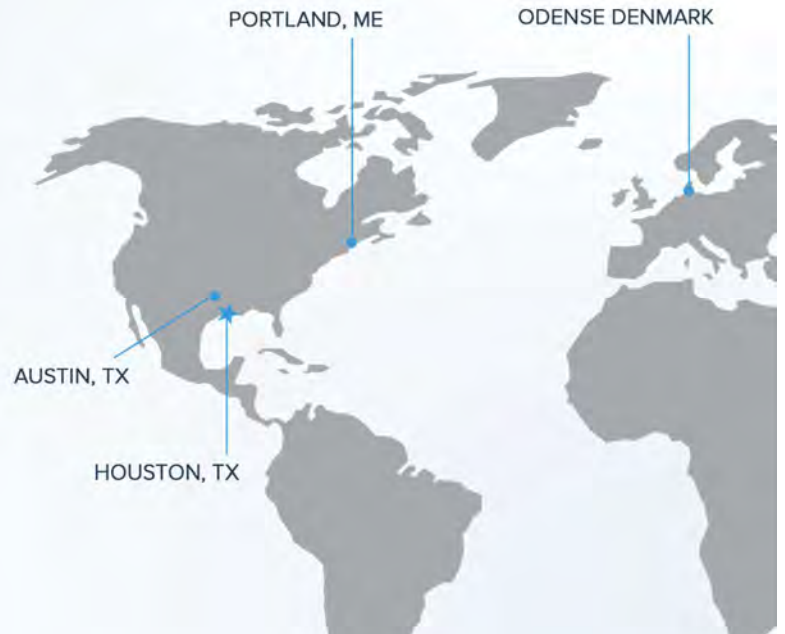 PORTLAND, ME
ODENSE DENMARK
AUSTIN, TX
HOUSTON, TX